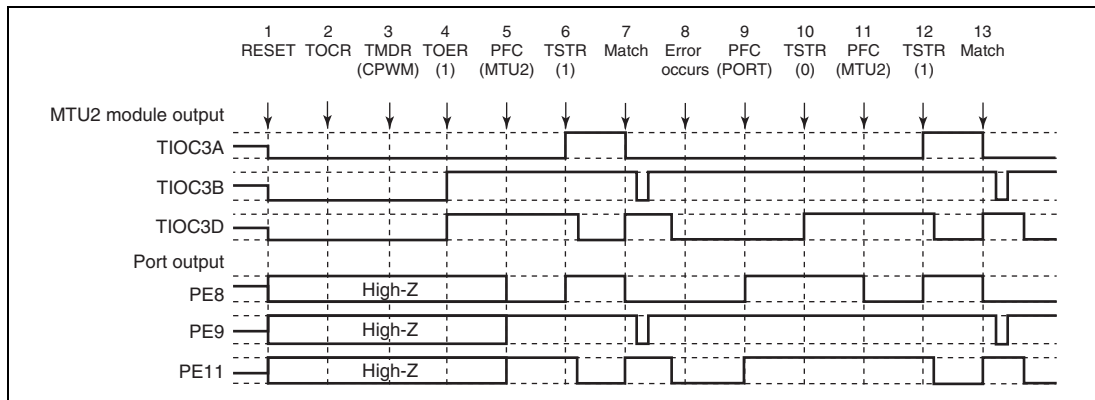 1 2 3 4 5 6 7 8 9 10 11 12 13
RESET TOCR TMDR TOER PFC TSTR Match Error PFC TSTR PFC TSTR Match
(CPWM) (1) (MTU2) (1) occurs (PORT) (0) (MTU2) (1)
MTU2 module output
TIOC3A
TIOC3B
TIOC3D
Port output
PE8 High-Z
PE9 High-Z
PE11 High-Z